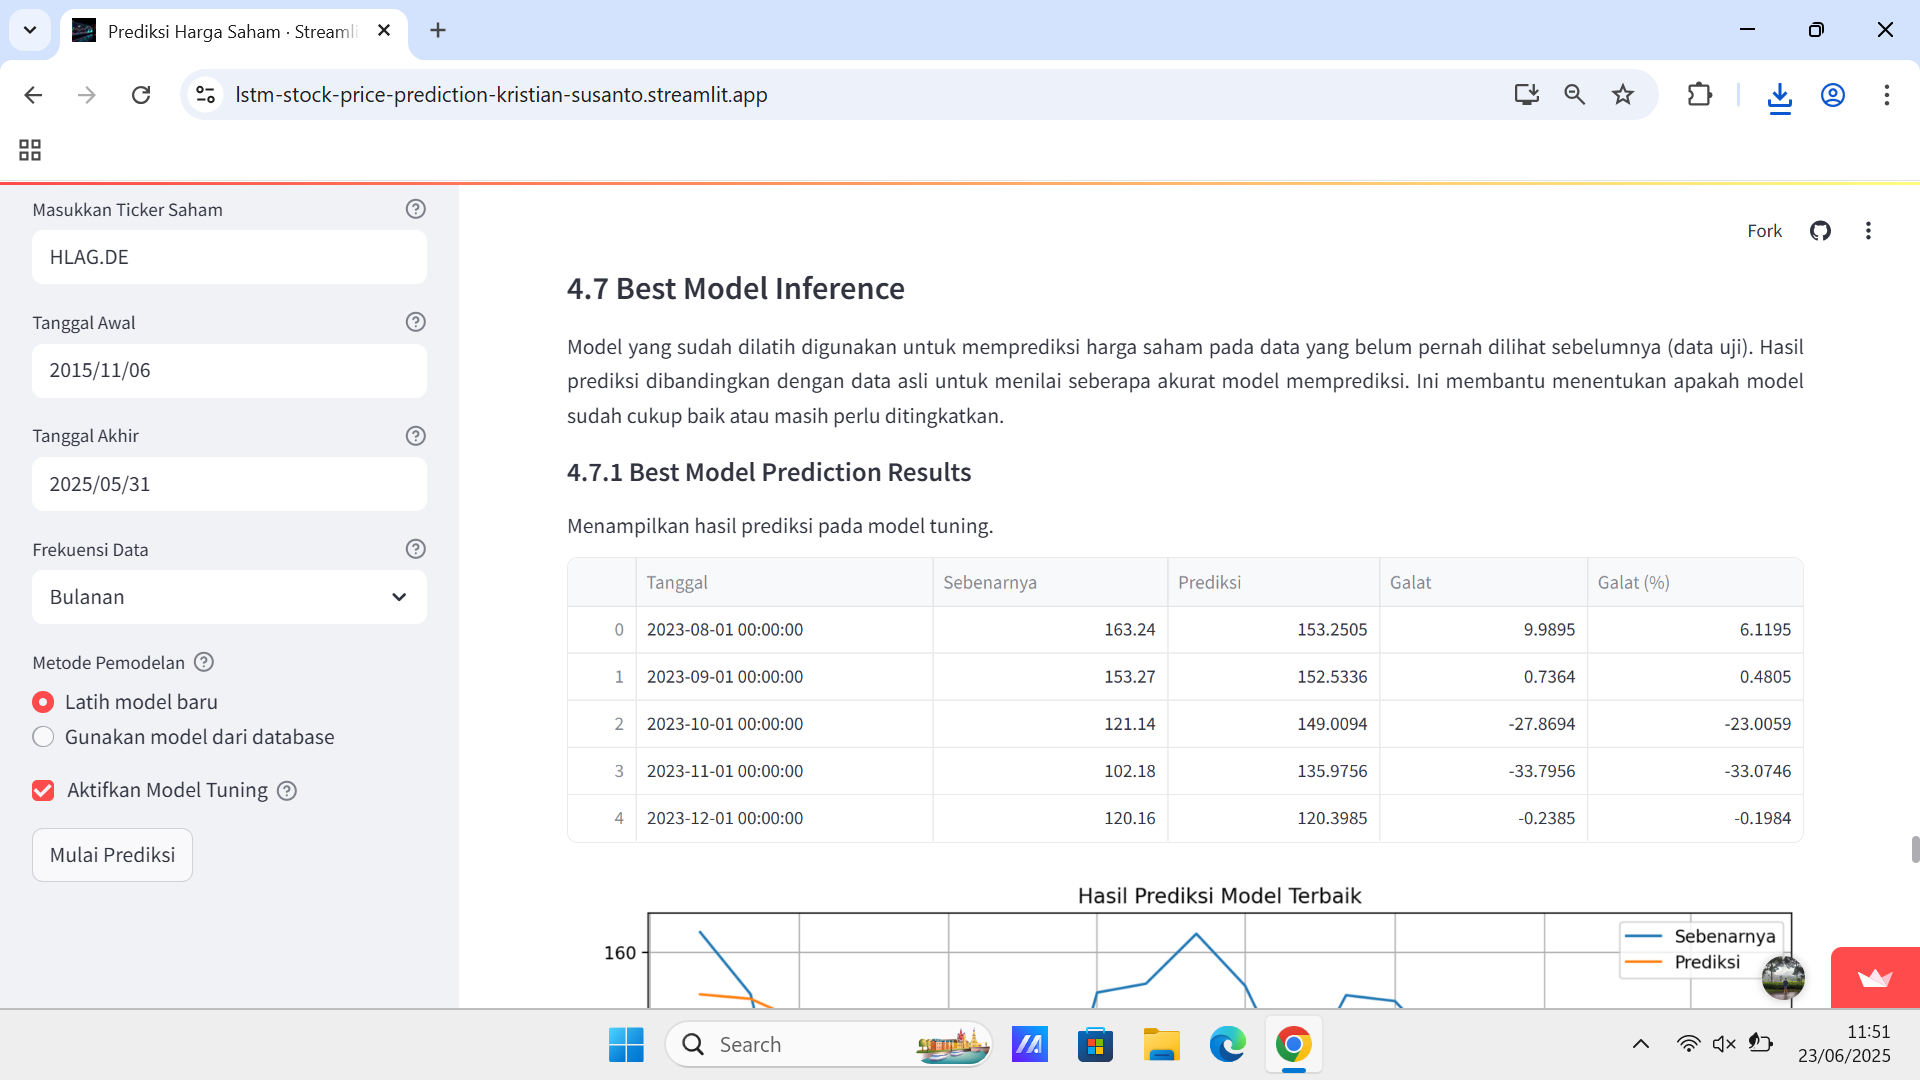 Prediksi Harga Saham · Streamli
lstm-stock-price-prediction-kristian-susanto.streamlit.app
Masukkan Ticker Saham
HLAG.DE
Tanggal Awal
2015/11/06
Tanggal Akhir
2025/05/31
Frekuensi Data
Bulanan
Metode Pemodelan
Latih model baru
Gunakan model dari database
Aktifkan Model Tuning
Mulai Prediksi
Fork
4.7 Best Model Inference
Model yang sudah dilatih digunakan untuk memprediksi harga saham pada data yang belum pernah dilihat sebelumnya (data uji). Hasil
prediksi dibandingkan dengan data asli untuk menilai seberapa akurat model memprediksi. Ini membantu menentukan apakah model
sudah cukup baik atau masih perlu ditingkatkan.
4.7.1 Best Model Prediction Results
Menampilkan hasil prediksi pada model tuning.
Tanggal Sebenarnya Prediksi Galat Galat (%)
0 2023-08-01 00:00:00 163.24 153.2505 9.9895 6.1195
1 2023-09-01 00:00:00 153.27 152.5336 0.7364 0.4805
2 2023-10-01 00:00:00 121.14 149.0094 -27.8694 -23.0059
3 2023-11-01 00:00:00 102.18 135.9756 -33.7956 -33.0746
4 2023-12-01 00:00:00 120.16 120.3985 -0.2385 -0.1984
Hasil Prediksi Model Terbaik
160
Sebenarnya
Prediksi
Search
11:51
23/06/2025